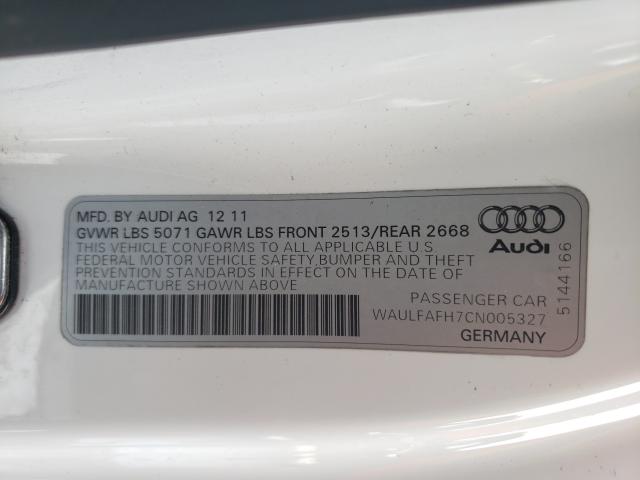 MFD. BY AUDI AG 12 11
GVWR LBS 5071 GAWR LBS FRONT 2513/REAR 2668
THIS VEHICLE CONFORMS TO ALL APPLICABLE U.S
FEDERAL MOTOR VEHICLE SAFETY,BUMPER AND THEFT
PREVENTION STANDARDS IN EFFECT ON THE DATE OF
MANUFACTURE SHOWN ABOVE
Audi
PASSENGER CAR
WAULFAFH7CN005327
GERMANY
5144166